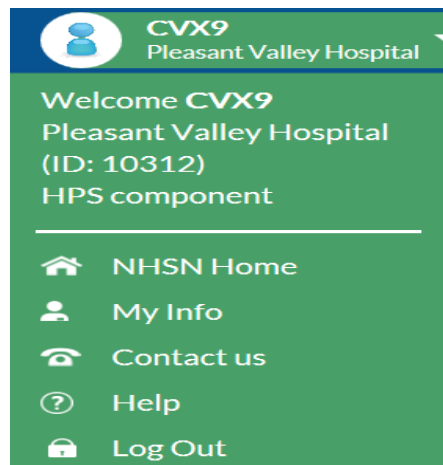 CVX9
Pleasant Valley Hospital
Welcome CVX9
Pleasant Valley Hospital
(ID: 10312)
HPS component
NHSN Home
My Info
Contact us
Help
Log Out